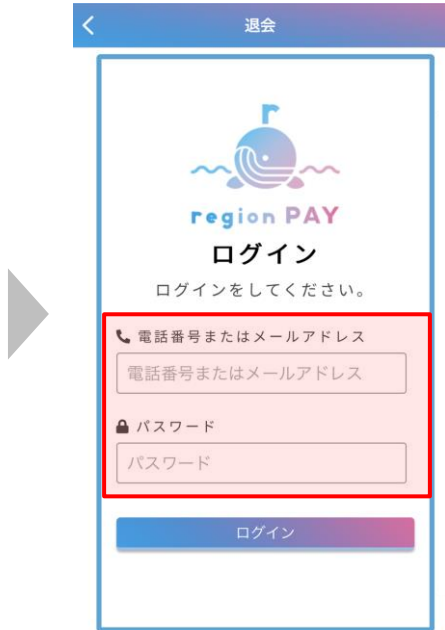 退会
region PAY
ログイン
ログインをしてください。
電話番号またはメールアドレス
電話番号またはメールアドレス
パスワード
パスワード
ログイン